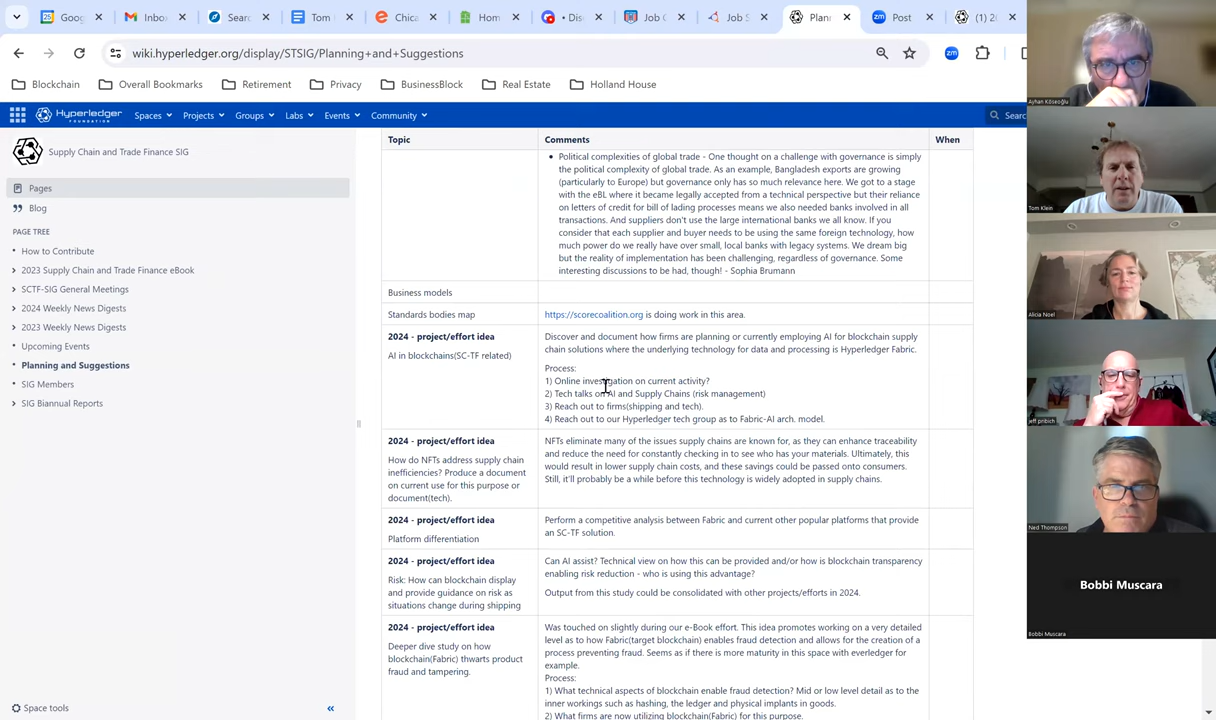 Goo
Inbox
Searc
Tom
Chica
Hom
• Disc
Job C
Job S
Plann
Post
(1) 20
wiki.hyperledger.org/display/STSIG/Planning+and+Suggestions
Blockchain
Overall Bookmarks
Retirement
Privacy
BusinessBlock
Real Estate
Holland House
HYPERLEDGER
FOUNDATION
Spaces
Projects
Groups
Labs
Events
Community
Searc
Supply Chain and Trade Finance SIG
Pages
Blog
PAGE TREE
How to Contribute
2023 Supply Chain and Trade Finance eBook
SCTF-SIG General Meetings
2024 Weekly News Digests
2023 Weekly News Digests
Upcoming Events
Planning and Suggestions
SIG Members
SIG Biannual Reports
Space tools
Topic
Comments
When
• Political complexities of global trade - One thought on a challenge with governance is simply
the political complexity of global trade. As an example, Bangladesh exports are growing
(particularly to Europe) but governance only has so much relevance here. We got to a stage
with the eBL where it became legally accepted from a technical perspective but their reliance
on letters of credit for bill of lading processes means we also needed banks involved in all
transactions. And suppliers don't use the large international banks we all know. If you
consider that each supplier and buyer needs to be using the same foreign technology, how
much power do we really have over small, local banks with legacy systems. We dream big
but the reality of implementation has been challenging, regardless of governance. Some
interesting discussions to be had, though! - Sophia Brumann
Business models
Standards bodies map
https://scorecoalition.org is doing work in this area.
2024 - project/effort idea
AI in blockchains(SC-TF related)
Discover and document how firms are planning or currently employing AI for blockchain supply
chain solutions where the underlying technology for data and processing is Hyperledger Fabric.
Process:
1) Online investigation on current activity?
2) Tech talks on AI and Supply Chains (risk management)
3) Reach out to firms(shipping and tech).
4) Reach out to our Hyperledger tech group as to Fabric-AI arch. model.
2024 - project/effort idea
How do NFTs address supply chain
inefficiencies? Produce a document
on current use for this purpose or
document(tech).
NFTs eliminate many of the issues supply chains are known for, as they can enhance traceability
and reduce the need for constantly checking in to see who has your materials. Ultimately, this
would result in lower supply chain costs, and these savings could be passed onto consumers.
Still, it'll probably be a while before this technology is widely adopted in supply chains.
2024 - project/effort idea
Platform differentiation
Perform a competitive analysis between Fabric and current other popular platforms that provide
an SC-TF solution.
2024 - project/effort idea
Risk: How can blockchain display
and provide guidance on risk as
situations change during shipping
Can AI assist? Technical view on how this can be provided and/or how is blockchain transparency
enabling risk reduction - who is using this advantage?
Output from this study could be consolidated with other projects/efforts in 2024.
2024 - project/effort idea
Deeper dive study on how
blockchain(Fabric) thwarts product
fraud and tampering.
Was touched on slightly during our e-Book effort. This idea promotes working on a very detailed
level as to how Fabric(target blockchain) enables fraud detection and allows for the creation of a
process preventing fraud. Seems as if there is more maturity in this space with everledger for
example.
Process:
1) What technical aspects of blockchain enable fraud detection? Mid or low level detail as to the
inner workings such as hashing, the ledger and physical implants in goods.
2) What firms are now utilizing blockchain(Fabric) for this purpose.
Ayhan Köseoğlu
Tom Klein
Alicia Noel
jeff pribich
Ned Thompson
Bobbi Muscara
Bobbi Muscara